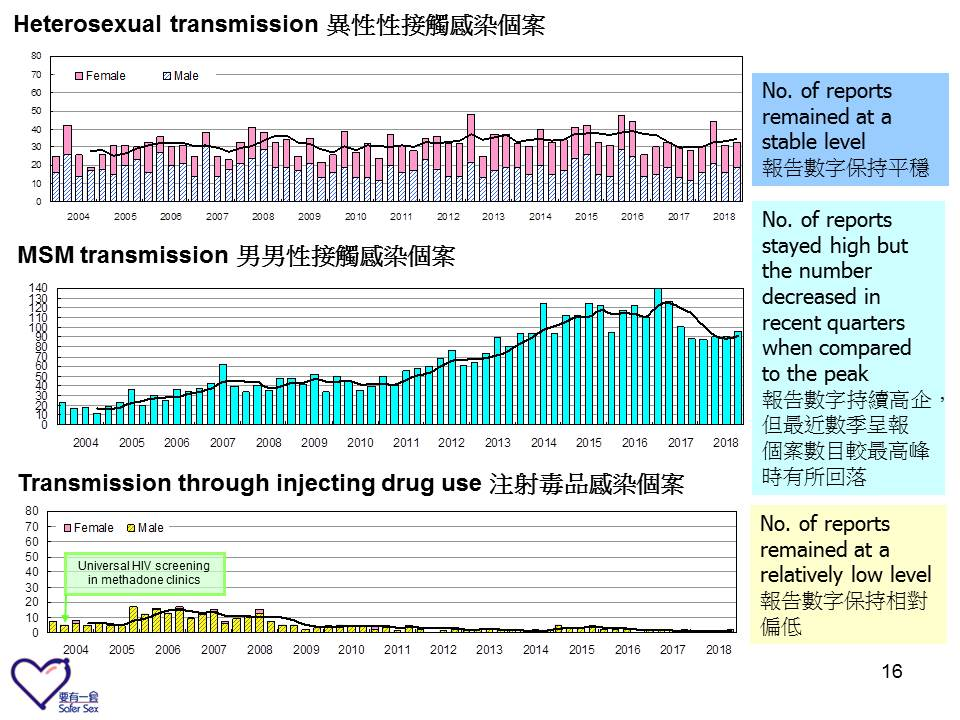 Heterosexual transmission 異性性接觸感染個案
80
70
60
50
40
30
20
10
0
Female Male
2004 2005 2006 2007 2008 2009 2010 2011 2012 2013 2014 2015 2016 2017 2018
No. of reports
remained at a
stable level
報告數字保持平穩
MSM transmission 男男性接觸感染個案
140
130
120
110
100
90
80
70
60
50
40
30
20
10
0
2004 2005 2006 2007 2008 2009 2010 2011 2012 2013 2014 2015 2016 2017 2018
No. of reports
stayed high but
the number
decreased in
recent quarters
when compared
to the peak
報告數字持續高企，
但最近數季呈報
個案數目較最高峰
時有所回落
Transmission through injecting drug use 注射毒品感染個案
80
70
60
50
40
30
20
10
0
Female Male
Universal HIV screening
in methadone clinics
2004 2005 2006 2007 2008 2009 2010 2011 2012 2013 2014 2015 2016 2017 2018
No. of reports
remained at a
relatively low level
報告數字保持相對
偏低
要有一套
Safer Sex
16